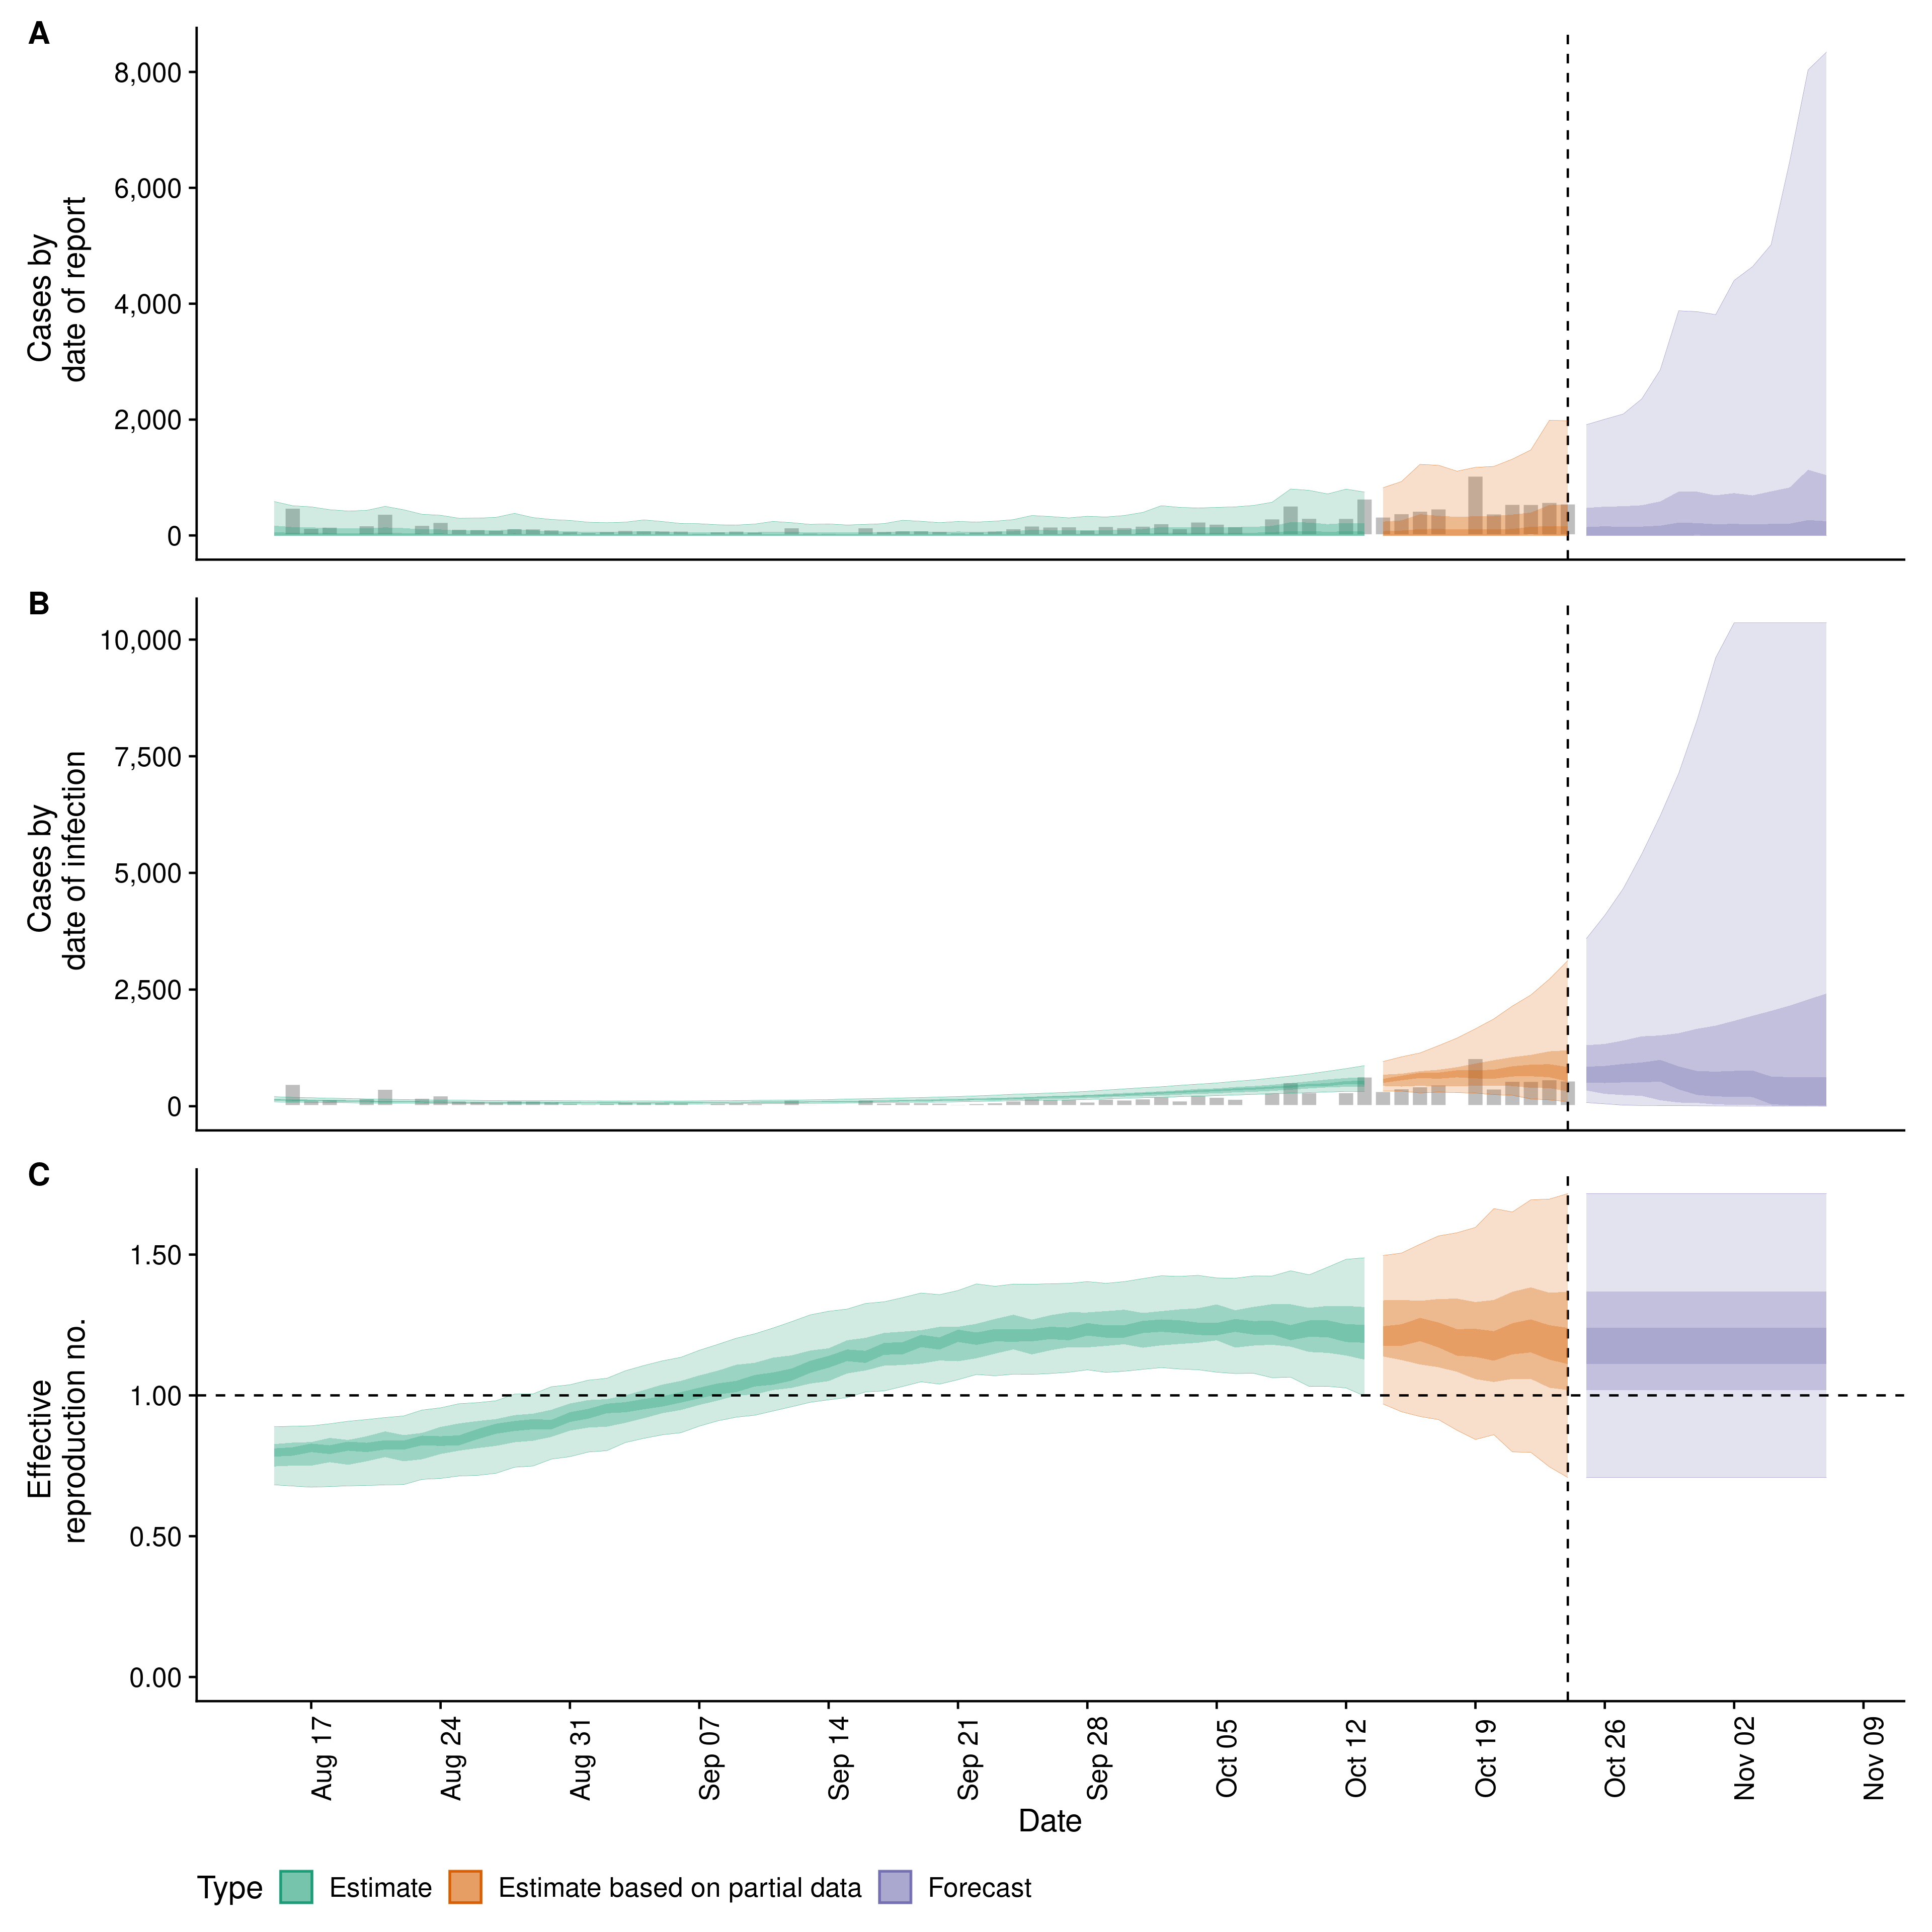 A
8,000
6,000
4,000
2,000
0
Cases by
date of report
B
10,000
7,500
5,000
2,500
0
Cases by
date of infection
C
1.50
1.00
0.50
0.00
Effective
reproduction no.
Aug 17
Aug 24
Aug 31
Sep 07
Sep 14
Sep 21
Sep 28
Oct 05
Oct 12
Oct 19
Oct 26
Nov 02
Nov 09
Date
Type Estimate Estimate based on partial data Forecast